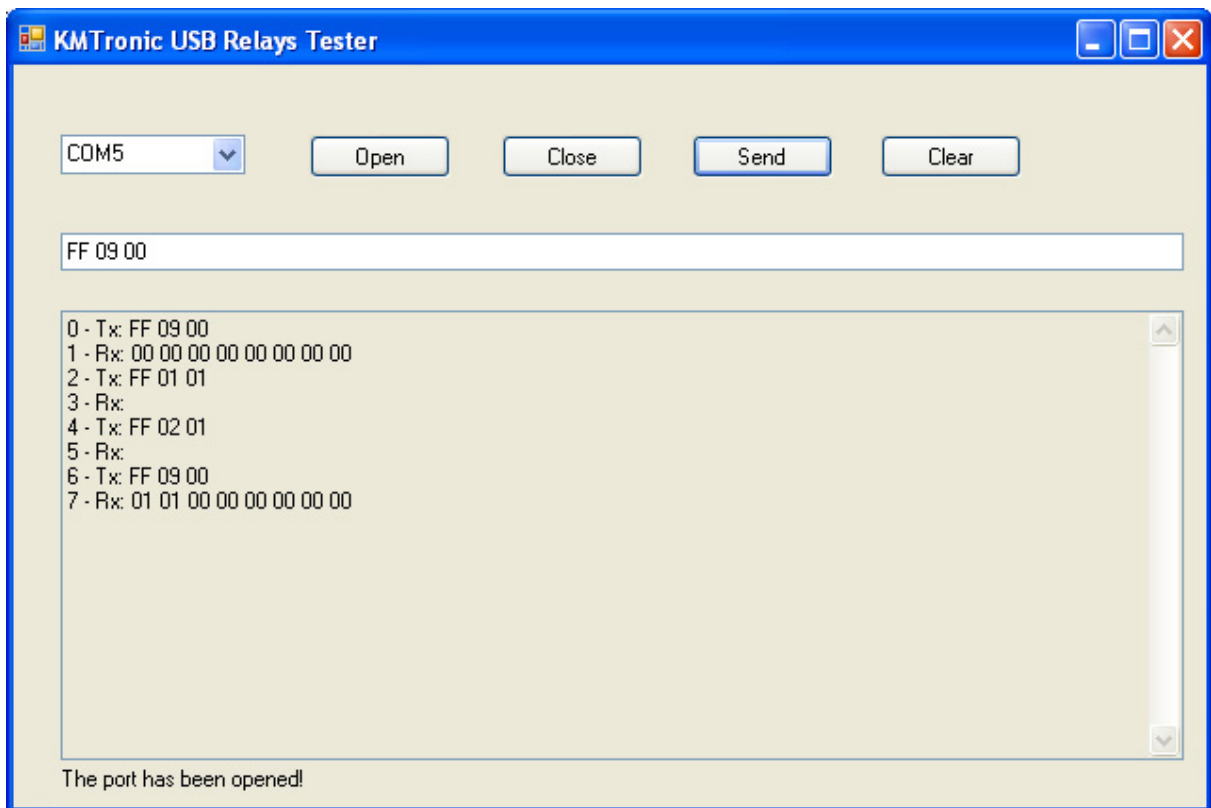 KMTronic USB Relays Tester
COM5 Open Close Send Clear
FF 09 00
0 - Tx: FF 09 00
1 - Rx: 00 00 00 00 00 00 00 00
2 - Tx: FF 01 01
3 - Rx:
4 - Tx: FF 02 01
5 - Rx:
6 - Tx: FF 09 00
7 - Rx: 01 01 00 00 00 00 00 00
The port has been opened!